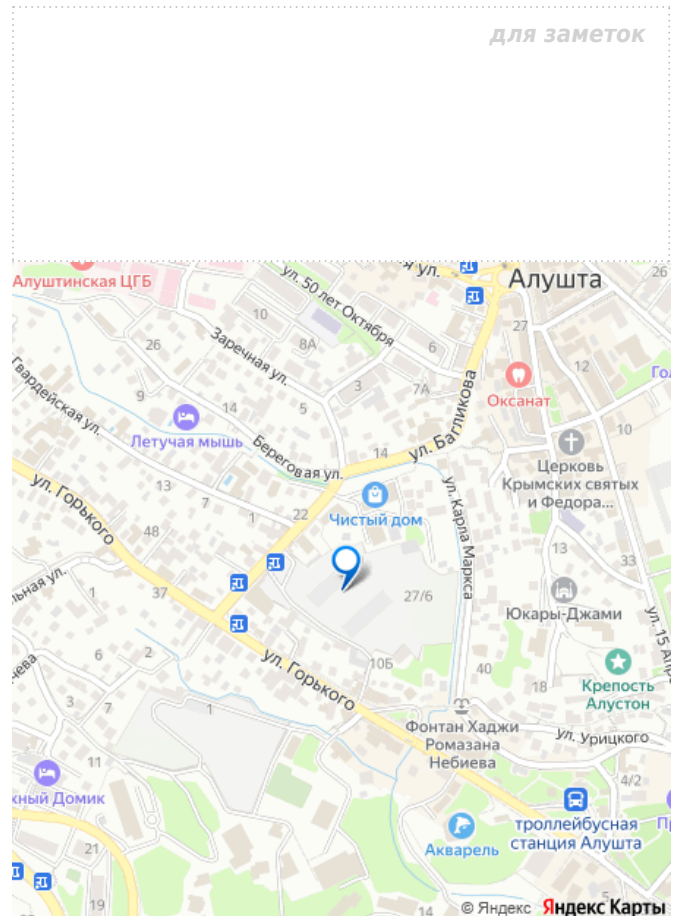 для заметок
я ул.
Алушта
26
Алуштинская ЦГБ
ул. 50 лет Октября
10
8А
6
27
26
Заречная ул.
12
Оксанат
3
7А
9
14
5
10
Гвардейская ул.
Летучая мышь
ул. Багликова
14
Береговая ул.
Церковь
Крымских святых
и Федора...
13
7
22
Чистый дом
ул. Карла Маркса
ул. Горького
48
1
13
33
1
37
27/6
Юкары-Джами
6
2
10Б
40
ул. Горького
18
Крепость
Алустон
3
7
1
Фонтан Хаджи
Ромазана
Небиева
ул. Урицкого
11
4/2
троллейбусная
станция Алушта
Акварель
21
19
14
© Яндекс Яндекс Карты